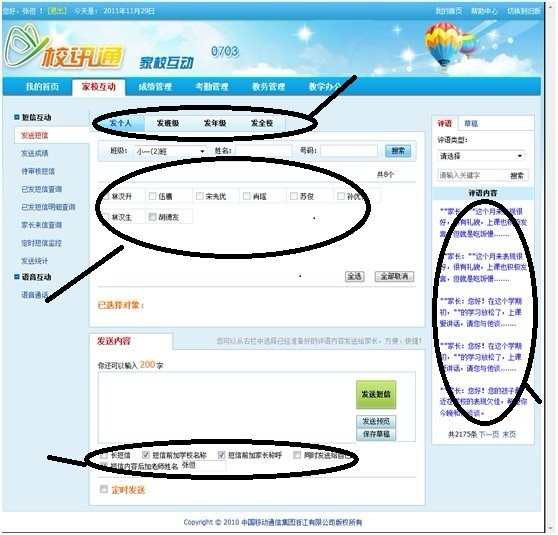 您好，张恒 ! [退出] 今天是： 2011年11月29日
我的首页 帮助中心 切换到旧版
校讯通 家校互动 0703
我的首页 家校互动 成绩管理 考勤管理 教务管理 教学办公
短信互动
发送短信
发送成绩
待审核短信
已发短信查询
已发短信明细查询
家长来信查询
定时短信监控
发送统计
语音互动
语音通话
发个人 发班级 发年级 发全校
班级： 小一(2)班 姓名： 号码： 搜索
共8个
林汉升 伍鹰 宋先优 肖瑶 苏俊
林汉生 胡德友
全选 全部取消
已选择对象：
发送内容
您可以从右栏中选择已经准备好的评语内容发送给家长，方便、快捷！
你还可以输入 200 字
发送短信
发送预览
保存草稿
长短信 短信前加学校名称 短信前加家长称呼 同时发送给自己
短信内容后加老师姓名 张恒
定时发送
评语 草稿
评语类型：
请选择
请输入关键字 搜索
评语内容
**家长：**这个月来表现很
好，很有礼貌，上课也积极发
言，但就是吃饭慢……
**家长：**这个月来表现很
好，很有礼貌，上课也积极发
言，但就是吃饭慢……
**家长：您好！在这个学期
初，**的学习放松了，上课
爱讲话，请您与他谈……
**家长：您好！在这个学期
初，**的学习放松了，上课
爱讲话，请您与他谈……
**家长：您好！您的孩子最
近在学校的表现欠佳，希望你
今晚和他谈谈。
共2175条 下一页 末页
Copyright © 2010 中国移动通信集团浙江有限公司版权所有